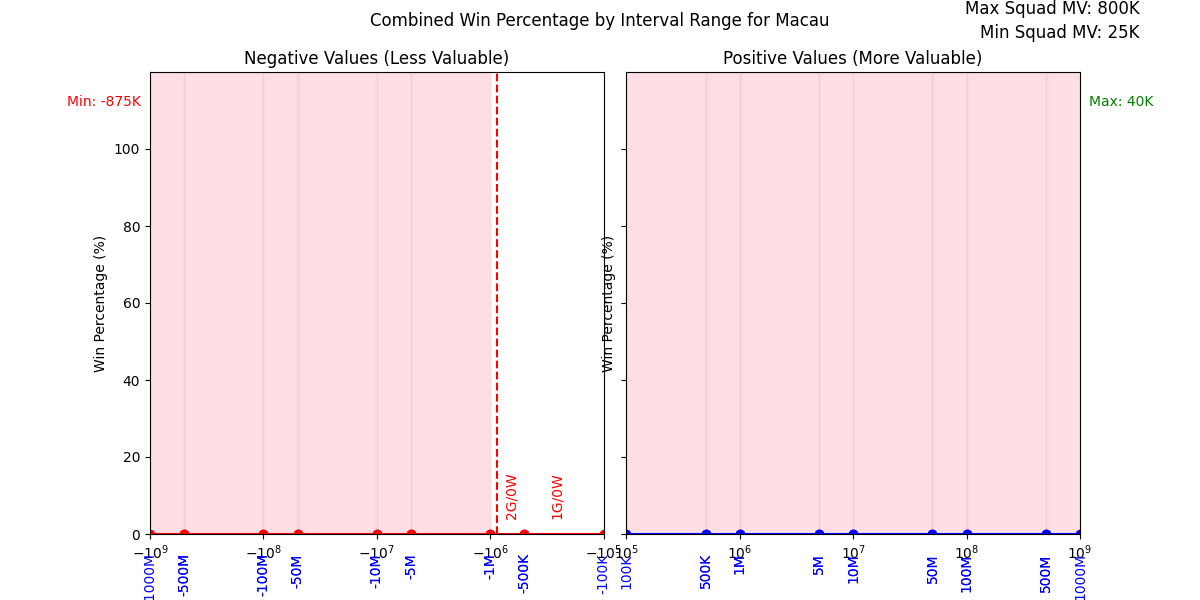 Combined Win Percentage by Interval Range for Macau
Max Squad MV: 800K
Min Squad MV: 25K
Negative Values (Less Valuable)
Positive Values (More Valuable)
Min: -875K
Max: 40K
Win Percentage (%)
100
80
60
40
20
0
2G/0W
1G/0W
Win Percentage (%)
−10⁹
−10⁸
−10⁷
−10⁶
−10⁵
10⁵
10⁶
10⁷
10⁸
10⁹
1000M
-500M
-100M
-50M
-10M
-5M
-1M
-500K
-100K
100K
500K
1M
5M
10M
50M
100M
500M
1000M